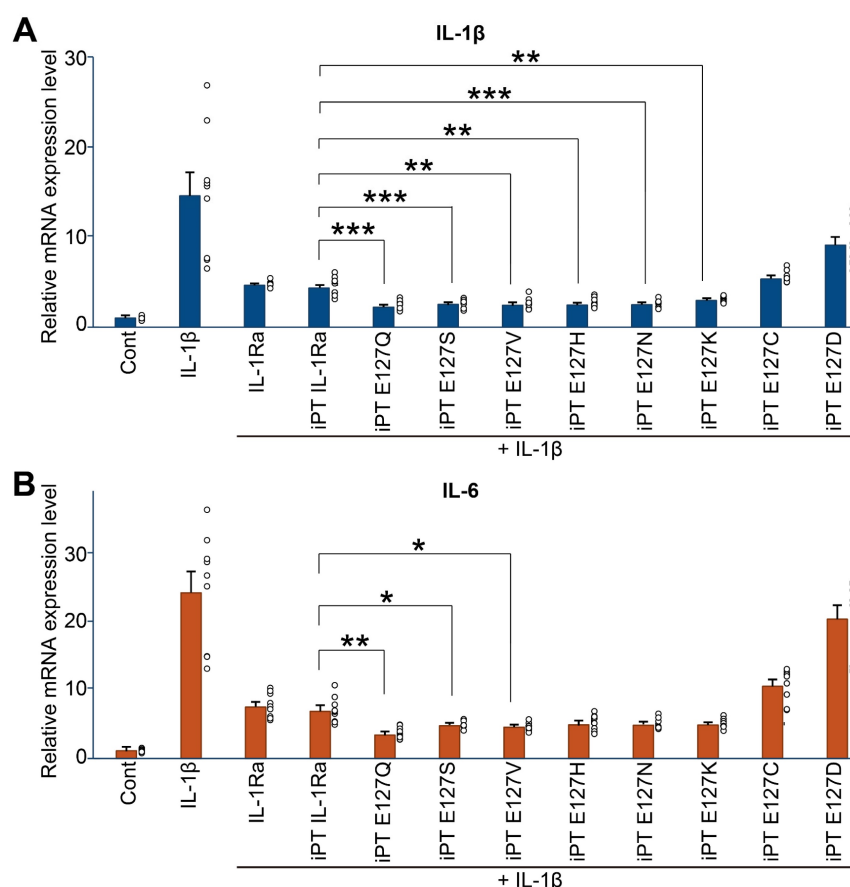 A
IL-1β
Relative mRNA expression level
30
20
10
0
**
***
**
**
***
***
Cont
IL-1β
IL-1Ra
iPT IL-1Ra
iPT E127Q
iPT E127S
iPT E127V
iPT E127H
iPT E127N
iPT E127K
iPT E127C
iPT E127D
+ IL-1β
B
IL-6
Relative mRNA expression level
30
20
10
0
*
*
**
Cont
IL-1β
IL-1Ra
iPT IL-1Ra
iPT E127Q
iPT E127S
iPT E127V
iPT E127H
iPT E127N
iPT E127K
iPT E127C
iPT E127D
+ IL-1β